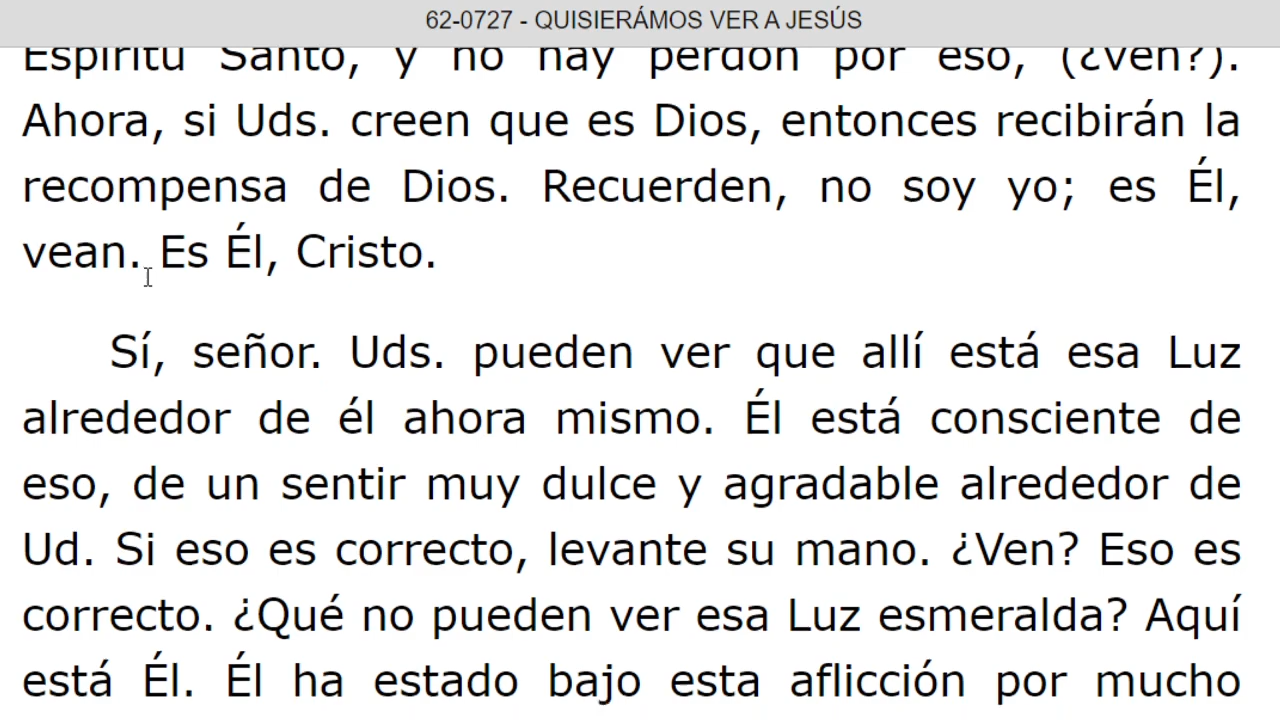 62-0727 - QUISIERÁMOS VER A JESÚS
Espíritu Santo, y no hay perdón por eso, (¿ven?).
Ahora, si Uds. creen que es Dios, entonces recibirán la
recompensa de Dios. Recuerden, no soy yo; es Él,
vean. Es Él, Cristo.
Sí, señor. Uds. pueden ver que allí está esa Luz
alrededor de él ahora mismo. Él está consciente de
eso, de un sentir muy dulce y agradable alrededor de
Ud. Si eso es correcto, levante su mano. ¿Ven? Eso es
correcto. ¿Qué no pueden ver esa Luz esmeralda? Aquí
está Él. Él ha estado bajo esta aflicción por mucho